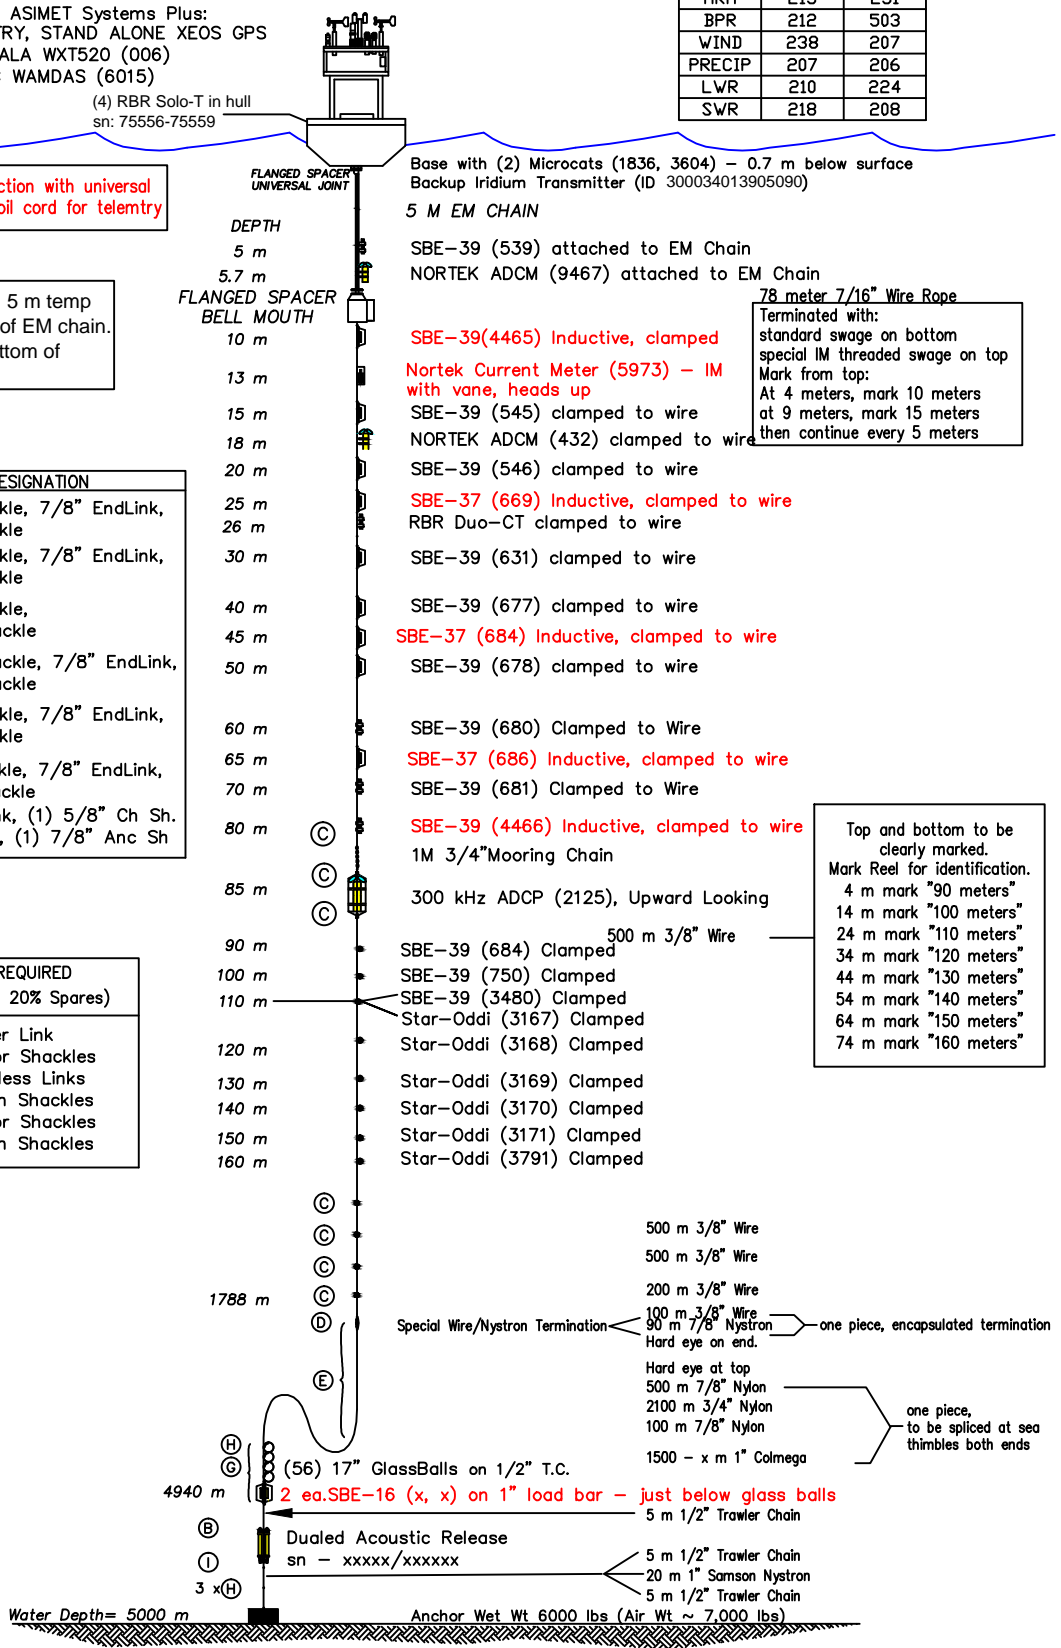 ASIMET Systems Plus:
TRY, STAND ALONE XEOS GPS
ALA WXT520 (006)
WAMDAS (6015)
(4) RBR Solo-T in hull
sn: 75556-75559
HRH 213 231
BPR 212 503
WIND 238 207
PRECIP 207 206
LWR 210 224
SWR 218 208
ction with universal
oil cord for telemtry
FLANGED SPACER
UNIVERSAL JOINT
Base with (2) Microcats (1836, 3604) - 0.7 m below surface
Backup Iridium Transmitter (ID 300034013905090)
5 M EM CHAIN
DEPTH
5 m SBE-39 (539) attached to EM Chain
5.7 m NORTEK ADCM (9467) attached to EM Chain
FLANGED SPACER
BELL MOUTH
5 m temp
of EM chain.
ttom of
78 meter 7/16" Wire Rope
Terminated with:
standard swage on bottom
special IM threaded swage on top
Mark from top:
At 4 meters, mark 10 meters
at 9 meters, mark 15 meters
then continue every 5 meters
10 m SBE-39(4465) Inductive, clamped
13 m Nortek Current Meter (5973) - IM
with vane, heads up
15 m SBE-39 (545) clamped to wire
18 m NORTEK ADCM (432) clamped to wire
20 m SBE-39 (546) clamped to wire
25 m SBE-37 (669) Inductive, clamped to wire
26 m RBR Duo-CT clamped to wire
30 m SBE-39 (631) clamped to wire
40 m SBE-39 (677) clamped to wire
45 m SBE-37 (684) Inductive, clamped to wire
50 m SBE-39 (678) clamped to wire
60 m SBE-39 (680) Clamped to Wire
65 m SBE-37 (686) Inductive, clamped to wire
70 m SBE-39 (681) Clamped to Wire
80 m C SBE-39 (4466) Inductive, clamped to wire
1M 3/4"Mooring Chain
C
85 m 300 kHz ADCP (2125), Upward Looking
C
ESIGNATION
kle, 7/8" EndLink,
kle
kle, 7/8" EndLink,
kle
kle,
ackle
ackle, 7/8" EndLink,
ackle
kle, 7/8" EndLink,
kle
kle, 7/8" EndLink,
ackle
nk, (1) 5/8" Ch Sh.
, (1) 7/8" Anc Sh
500 m 3/8" Wire
Top and bottom to be
clearly marked.
Mark Reel for identification.
4 m mark "90 meters"
14 m mark "100 meters"
24 m mark "110 meters"
34 m mark "120 meters"
44 m mark "130 meters"
54 m mark "140 meters"
64 m mark "150 meters"
74 m mark "160 meters"
90 m SBE-39 (684) Clamped
100 m SBE-39 (750) Clamped
110 m SBE-39 (3480) Clamped
Star-Oddi (3167) Clamped
120 m Star-Oddi (3168) Clamped
130 m Star-Oddi (3169) Clamped
140 m Star-Oddi (3170) Clamped
150 m Star-Oddi (3171) Clamped
160 m Star-Oddi (3791) Clamped
REQUIRED
20% Spares)
er Link
or Shackles
less Links
n Shackles
or Shackles
n Shackles
C
C
C
C
500 m 3/8" Wire
500 m 3/8" Wire
200 m 3/8" Wire
1788 m
D
Special Wire/Nystron Termination
100 m 3/8" Wire
90 m 7/8" Nystron
Hard eye on end.
one piece, encapsulated termination
E
Hard eye at top
500 m 7/8" Nylon
2100 m 3/4" Nylon
100 m 7/8" Nylon
1500 - x m 1" Colmega
one piece,
to be spliced at sea
thimbles both ends
H
G
(56) 17" GlassBalls on 1/2" T.C.
4940 m 2 ea.SBE-16 (x, x) on 1" load bar - just below glass balls
5 m 1/2" Trawler Chain
B
Dualed Acoustic Release
sn - xxxxx/xxxxxx
I
3 x H
5 m 1/2" Trawler Chain
20 m 1" Samson Nystron
5 m 1/2" Trawler Chain
Water Depth= 5000 m
Anchor Wet Wt 6000 lbs (Air Wt ~ 7,000 lbs)